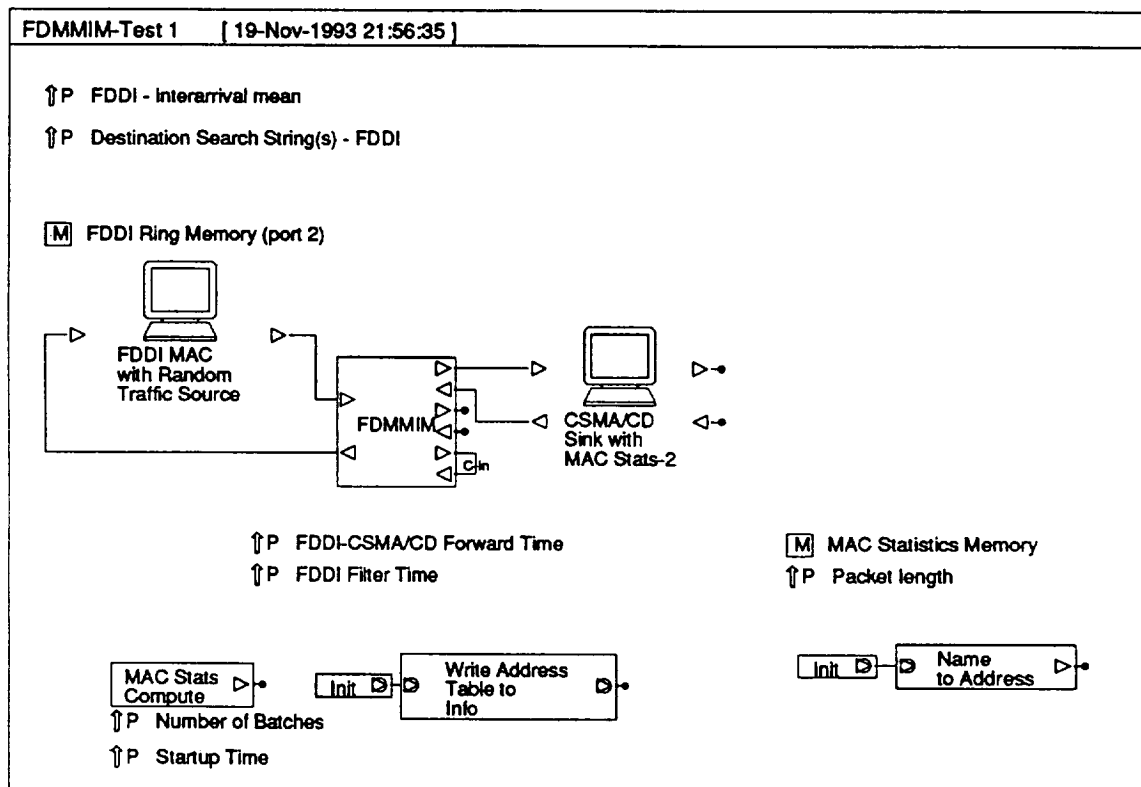 FDMMIM-Test 1 [ 19-Nov-1993 21:56:35 ]
⇑P FDDI - Interarrival mean
⇑P Destination Search String(s) - FDDI
M FDDI Ring Memory (port 2)
FDDI MAC
with Random
Traffic Source
FDMMIM
C-In
CSMA/CD
Sink with
MAC Stats-2
⇑P FDDI-CSMA/CD Forward Time
⇑P FDDI Filter Time
M MAC Statistics Memory
⇑P Packet length
MAC Stats
Compute
⇑P Number of Batches
⇑P Startup Time
Init
Write Address
Table to
Info
Init
Name
to Address